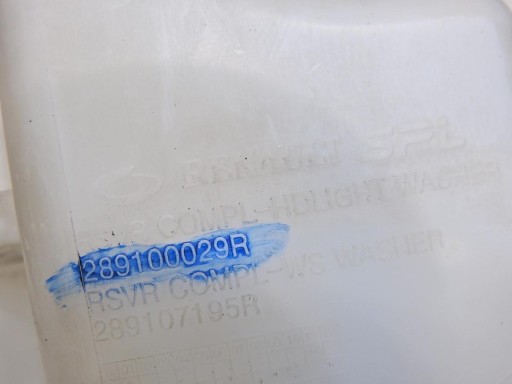 RENAULT SPL
COMPL-HDLIGHT WASHER
289100029R
RSVR COMPL-WS WASHER
289107195R